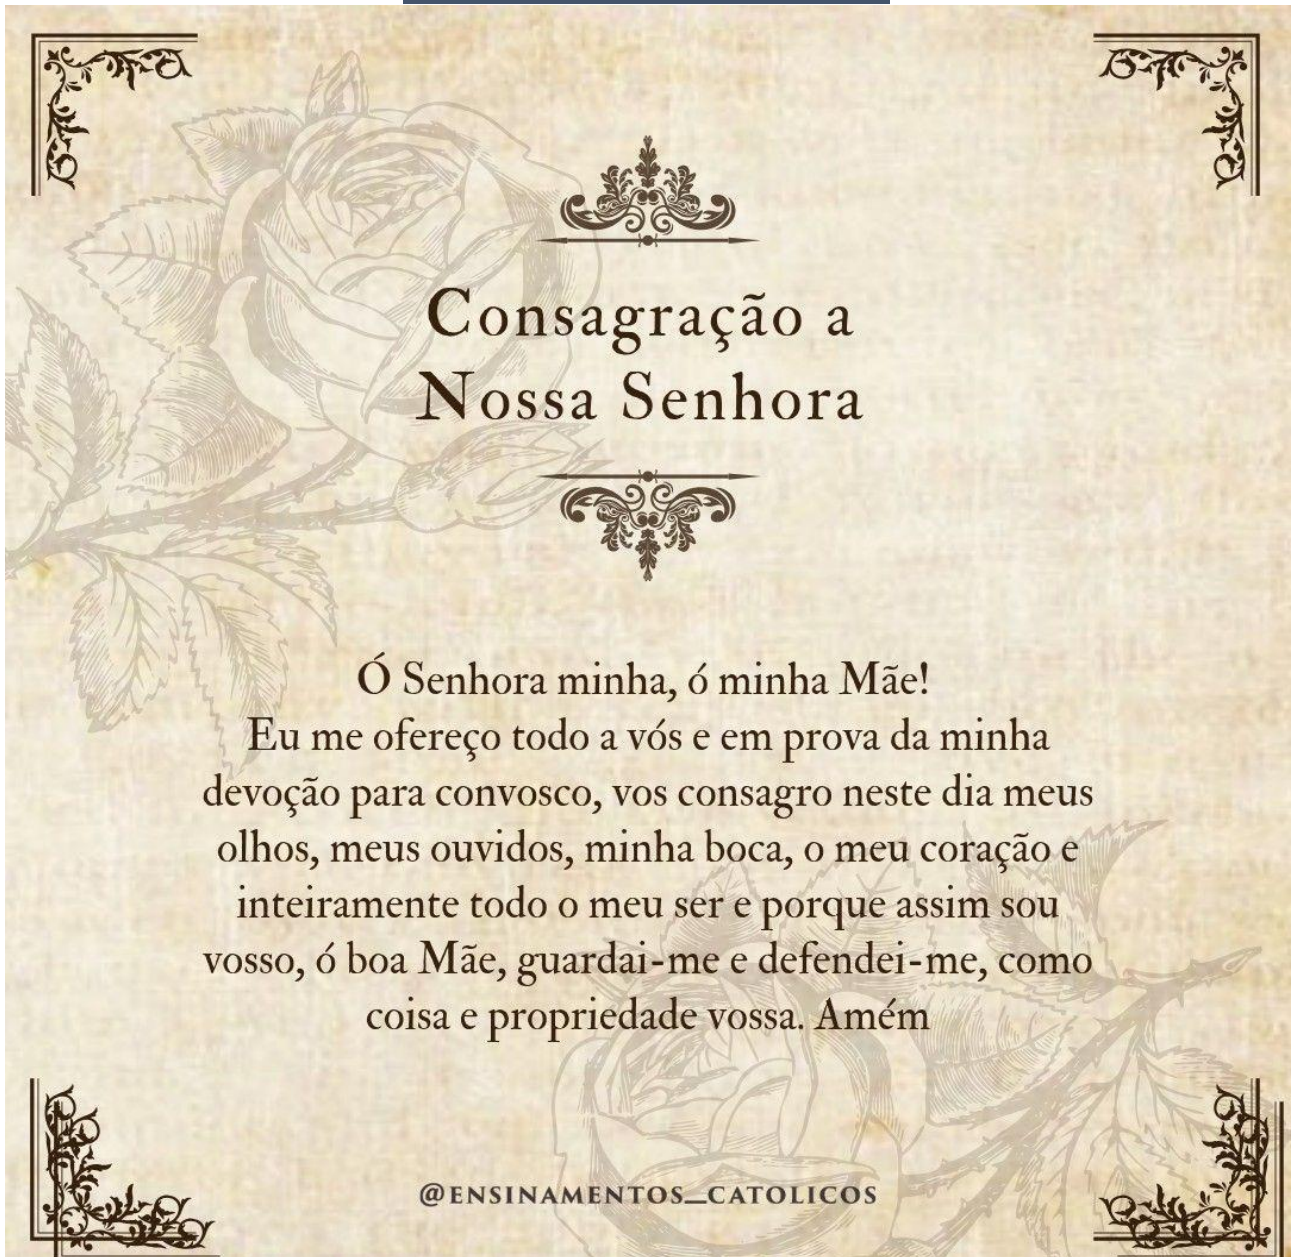 Consagração a
Nossa Senhora
Ó Senhora minha, ó minha Mãe!
Eu me ofereço todo a vós e em prova da minha
devoção para convosco, vos consagro neste dia meus
olhos, meus ouvidos, minha boca, o meu coração e
inteiramente todo o meu ser e porque assim sou
vosso, ó boa Mãe, guardai-me e defendei-me, como
coisa e propriedade vossa. Amém
@ENSINAMENTOS_CATOLICOS